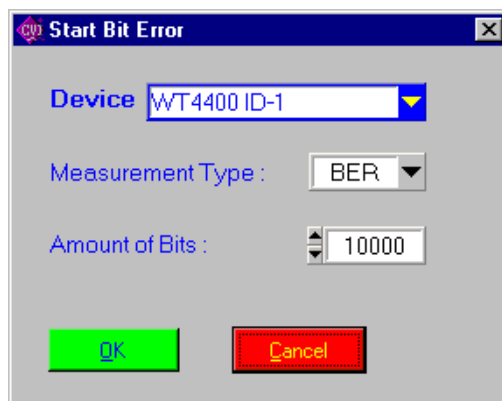 CVI Start Bit Error
Device WT4400 ID-1
Measurement Type : BER
Amount of Bits : 10000
OK Cancel